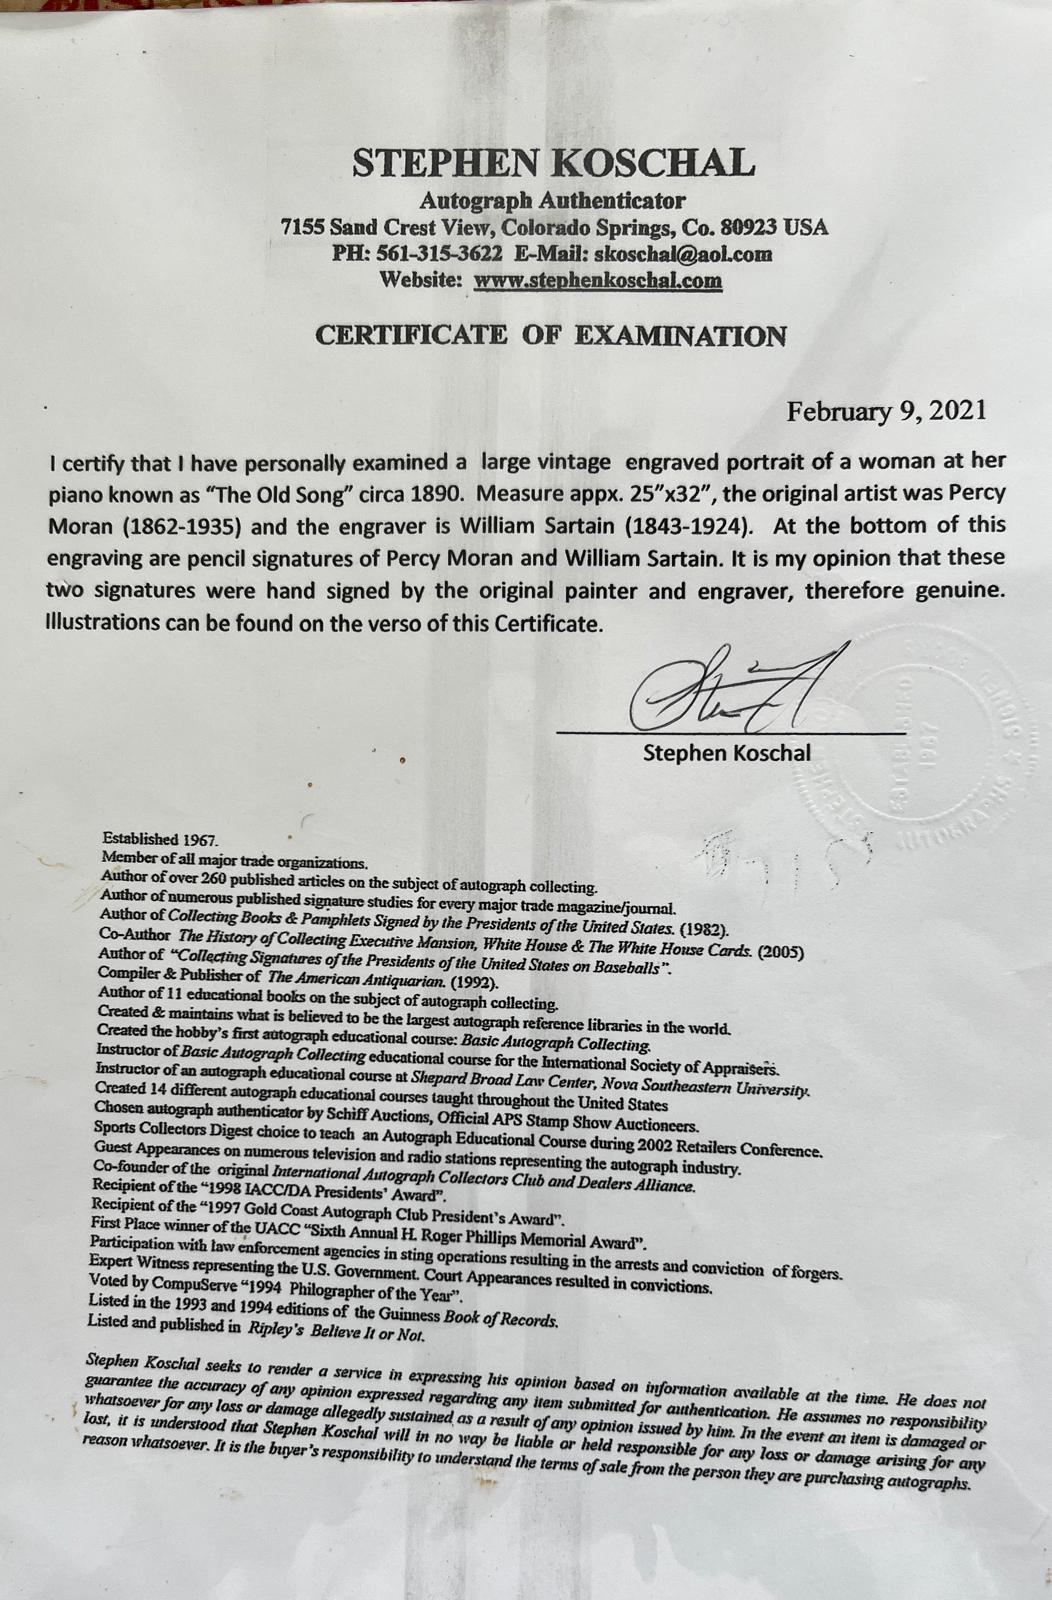 STEPHEN KOSCHAL
Autograph Authenticator
7155 Sand Crest View, Colorado Springs, Co. 80923 USA
PH: 561-315-3622 E-Mail: skoschal@aol.com
Website: www.stephenkoschal.com
CERTIFICATE OF EXAMINATION
February 9, 2021
I certify that I have personally examined a large vintage engraved portrait of a woman at her
piano known as “The Old Song” circa 1890. Measure appx. 25”x32”, the original artist was Percy
Moran (1862-1935) and the engraver is William Sartain (1843-1924). At the bottom of this
engraving are pencil signatures of Percy Moran and William Sartain. It is my opinion that these
two signatures were hand signed by the original painter and engraver, therefore genuine.
Illustrations can be found on the verso of this Certificate.
Stephen Koschal
ESTABLISHED
1967
AUTOGRAPHS
Established 1967.
Member of all major trade organizations.
Author of over 260 published articles on the subject of autograph collecting.
Author of numerous published signature studies for every major trade magazine/journal.
Author of Collecting Books & Pamphlets Signed by the Presidents of the United States. (1982).
Co-Author The History of Collecting Executive Mansion, White House & The White House Cards. (2005)
Author of “Collecting Signatures of the Presidents of the United States on Baseballs”.
Compiler & Publisher of The American Antiquarian. (1992).
Author of 11 educational books on the subject of autograph collecting.
Created & maintains what is believed to be the largest autograph reference libraries in the world.
Created the hobby’s first autograph educational course: Basic Autograph Collecting.
Instructor of Basic Autograph Collecting educational course for the International Society of Appraisers.
Instructor of an autograph educational course at Shepard Broad Law Center, Nova Southeastern University.
Created 14 different autograph educational courses taught throughout the United States
Chosen autograph authenticator by Schiff Auctions, Official APS Stamp Show Auctioneers.
Sports Collectors Digest choice to teach an Autograph Educational Course during 2002 Retailers Conference.
Guest Appearances on numerous television and radio stations representing the autograph industry.
Co-founder of the original International Autograph Collectors Club and Dealers Alliance.
Recipient of the “1998 IACC/DA Presidents’ Award”.
Recipient of the “1997 Gold Coast Autograph Club President’s Award”.
First Place winner of the UACC “Sixth Annual H. Roger Phillips Memorial Award”.
Participation with law enforcement agencies in sting operations resulting in the arrests and conviction of forgers.
Expert Witness representing the U.S. Government. Court Appearances resulted in convictions.
Voted by CompuServe “1994 Philographer of the Year”.
Listed in the 1993 and 1994 editions of the Guinness Book of Records.
Listed and published in Ripley’s Believe It or Not.
Stephen Koschal seeks to render a service in expressing his opinion based on information available at the time. He does not
guarantee the accuracy of any opinion expressed regarding any item submitted for authentication. He assumes no responsibility
whatsoever for any loss or damage allegedly sustained as a result of any opinion issued by him. In the event an item is damaged or
lost, it is understood that Stephen Koschal will in no way be liable or held responsible for any loss or damage arising for any
reason whatsoever. It is the buyer’s responsibility to understand the terms of sale from the person they are purchasing autographs.